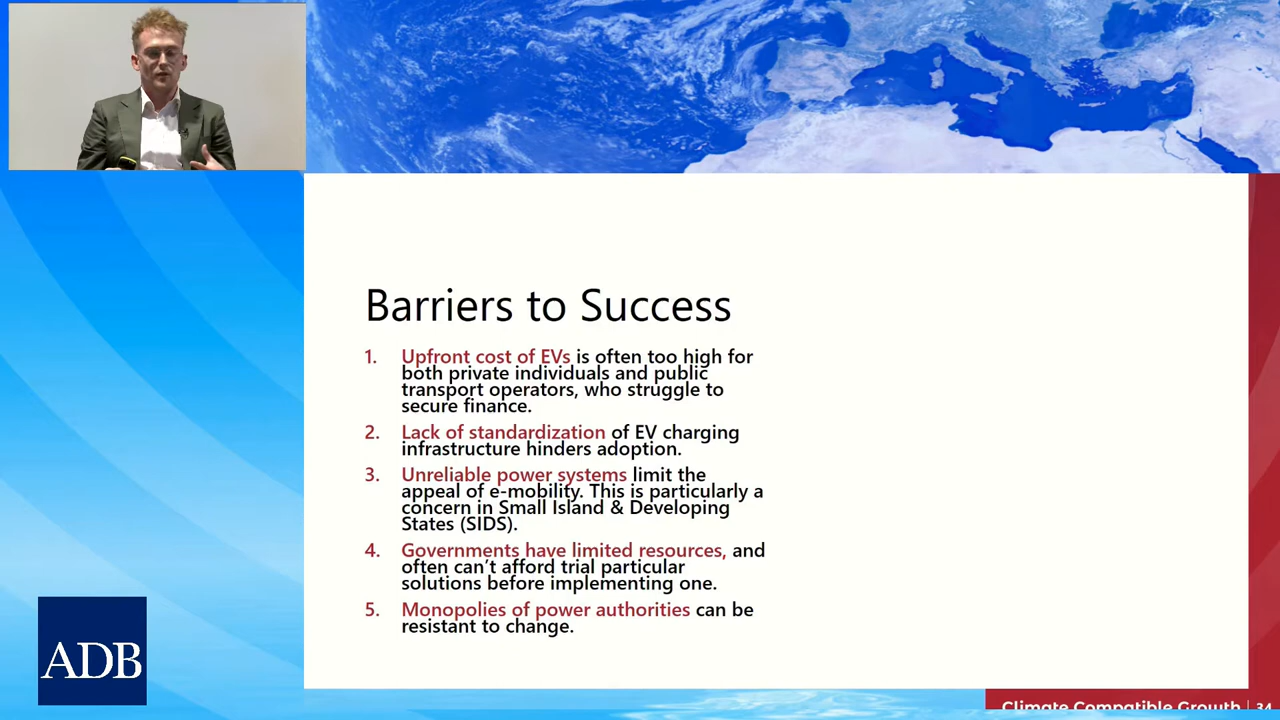 Barriers to Success
1. Upfront cost of EVs is often too high for
both private individuals and public
transport operators, who struggle to
secure finance.
2. Lack of standardization of EV charging
infrastructure hinders adoption.
3. Unreliable power systems limit the
appeal of e-mobility. This is particularly a
concern in Small Island & Developing
States (SIDS).
4. Governments have limited resources, and
often can't afford trial particular
solutions before implementing one.
5. Monopolies of power authorities can be
resistant to change.
ADB
Climate Compatible Growth | 34